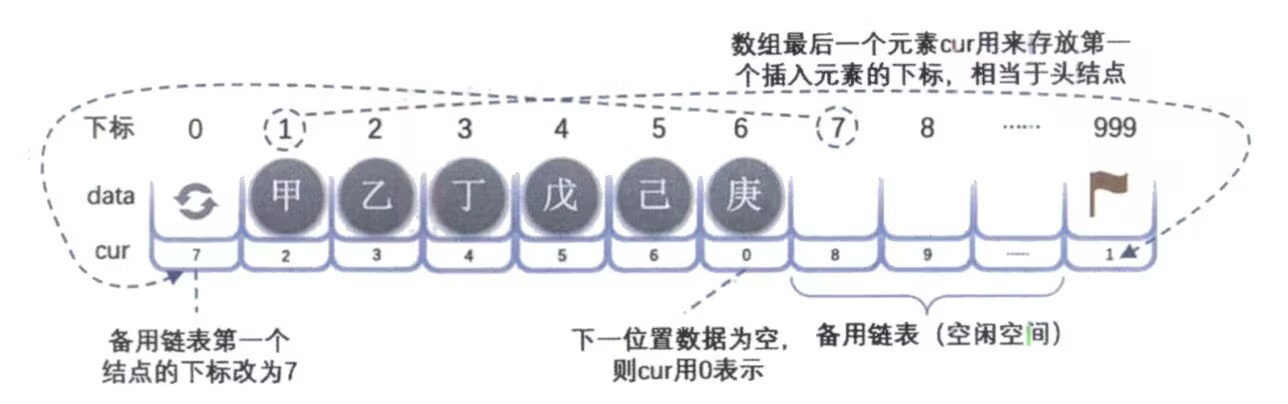 数组最后一个元素cur用来存放第一
个插入元素的下标，相当于头结点
下标 0 1 2 3 4 5 6 7 8 …… 999
data 甲 乙 丁 戊 己 庚
cur 7 2 3 4 5 6 0 8 9 …… 1
备用链表第一个
结点的下标改为7
下一位置数据为空，
则cur用0表示
备用链表（空闲空间）